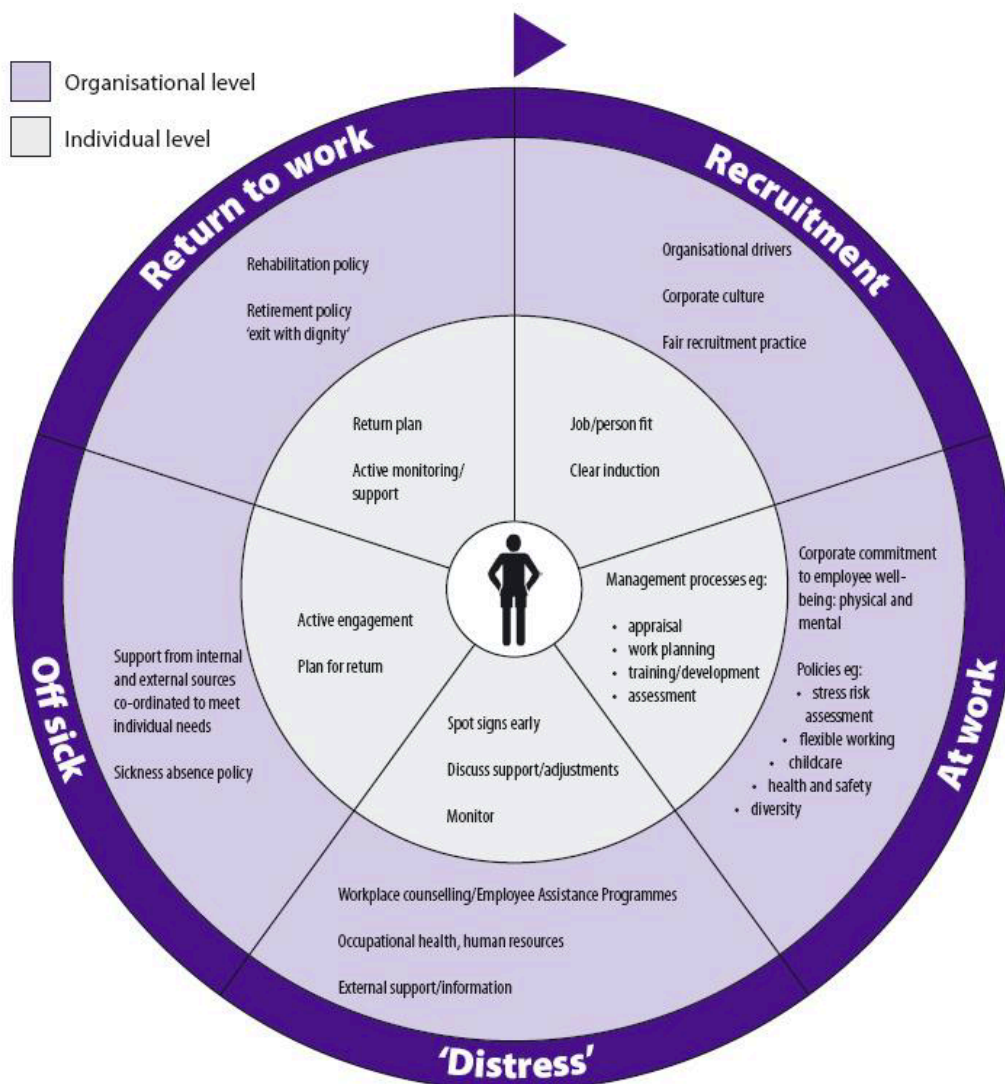 Organisational level
Individual level
Recruitment
Organisational drivers
Corporate culture
Fair recruitment practice
Job/person fit
Clear induction
At work
Corporate commitment
to employee well-
being: physical and
mental
Policies eg:
• stress risk
assessment
• flexible working
• childcare
• health and safety
• diversity
Management processes eg:
• appraisal
• work planning
• training/development
• assessment
'Distress'
Spot signs early
Discuss support/adjustments
Monitor
Workplace counselling/Employee Assistance Programmes
Occupational health, human resources
External support/information
Off sick
Support from internal
and external sources
co-ordinated to meet
individual needs
Sickness absence policy
Active engagement
Plan for return
Return to work
Rehabilitation policy
Retirement policy
'exit with dignity'
Return plan
Active monitoring/
support